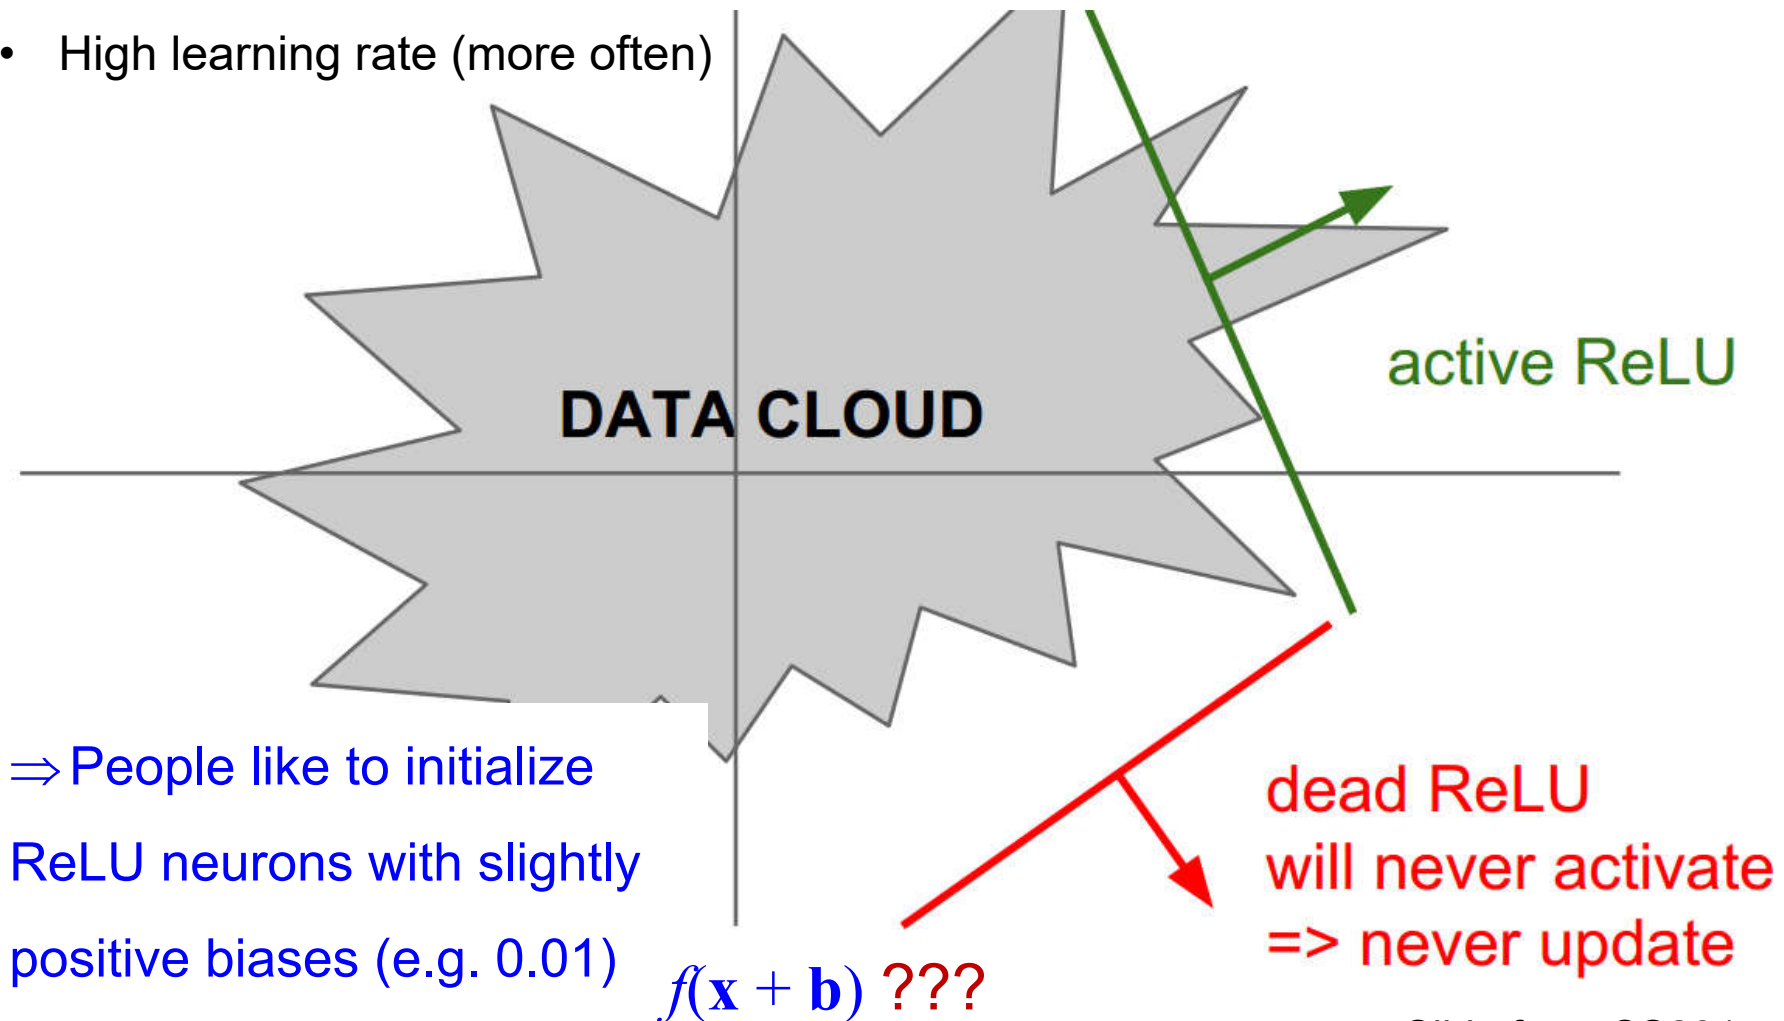 • High learning rate (more often)
active ReLU
DATA CLOUD
⇒ People like to initialize
ReLU neurons with slightly
positive biases (e.g. 0.01)
f(x + b) ???
dead ReLU
will never activate
=> never update